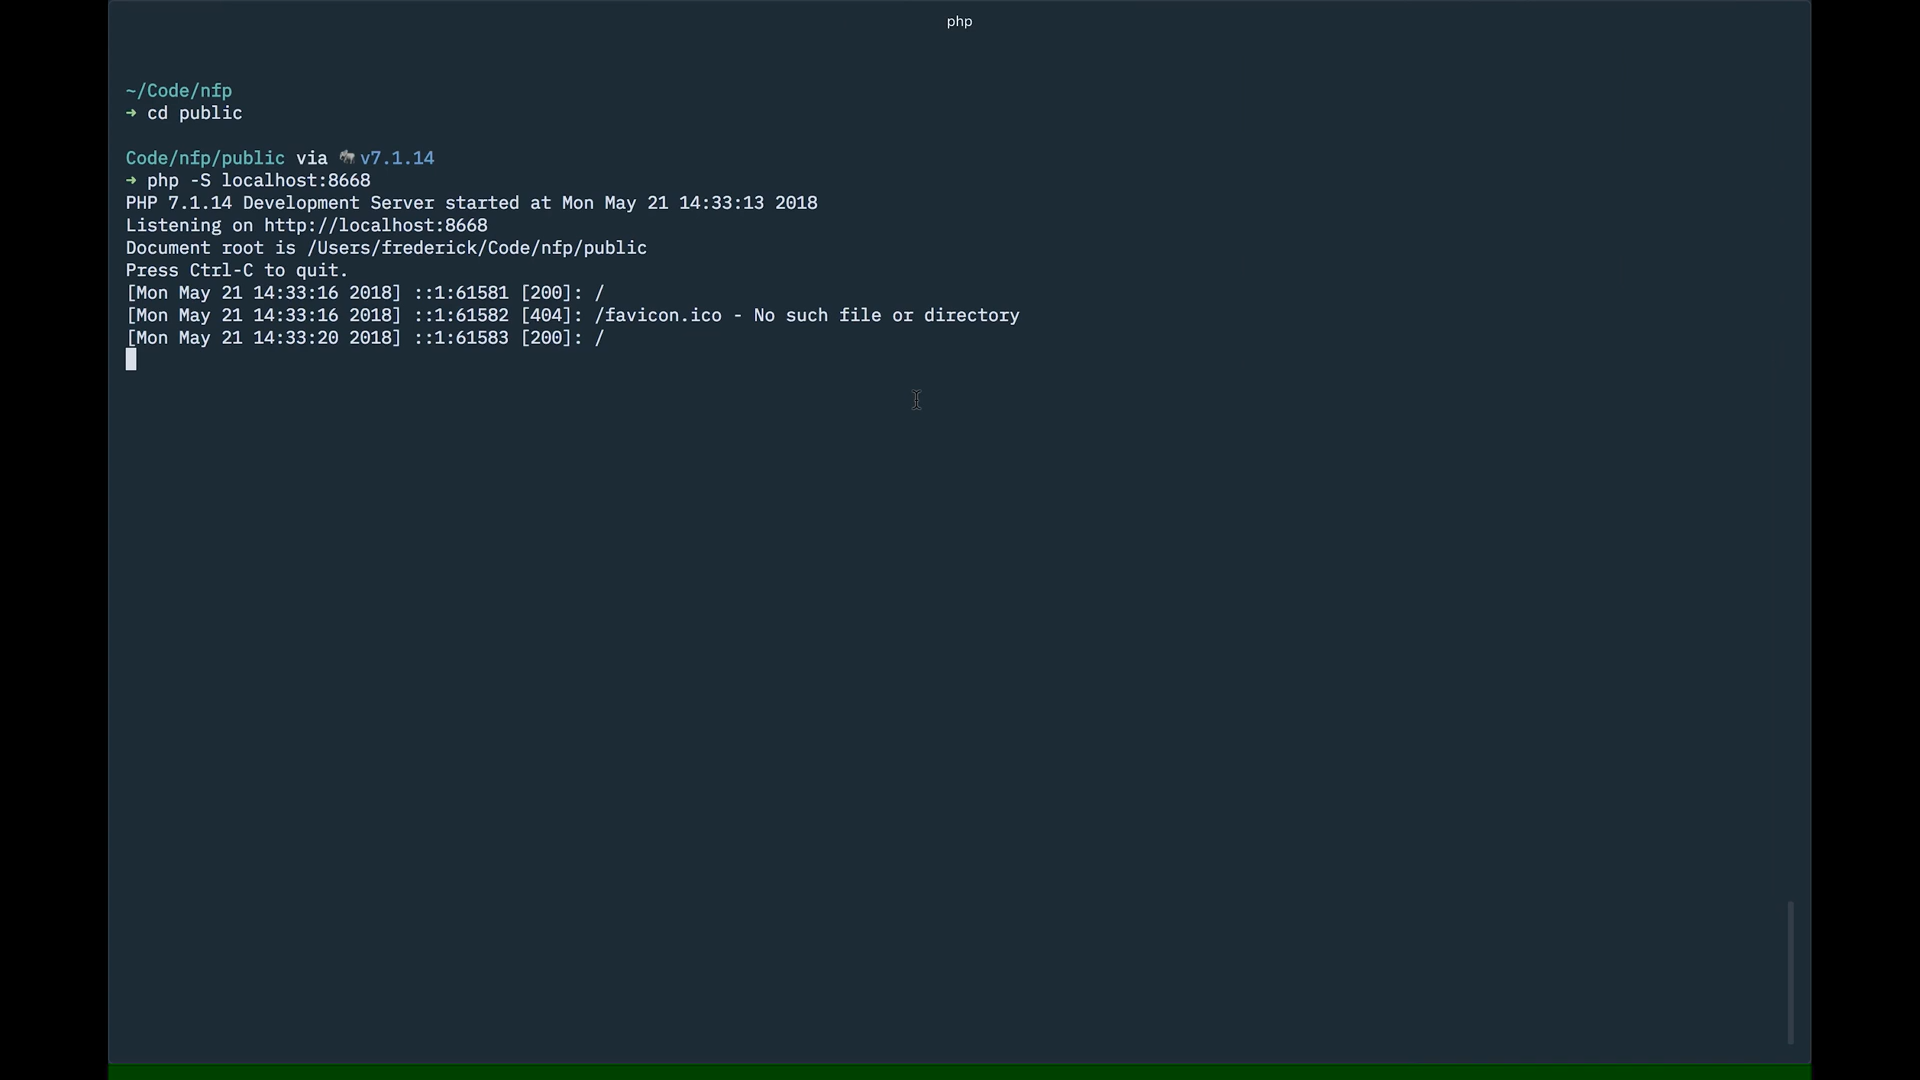 php
~/Code/nfp
➜ cd public
Code/nfp/public via 🐘 v7.1.14
➜ php -S localhost:8668
PHP 7.1.14 Development Server started at Mon May 21 14:33:13 2018
Listening on http://localhost:8668
Document root is /Users/frederick/Code/nfp/public
Press Ctrl-C to quit.
[Mon May 21 14:33:16 2018] ::1:61581 [200]: /
[Mon May 21 14:33:16 2018] ::1:61582 [404]: /favicon.ico - No such file or directory
[Mon May 21 14:33:20 2018] ::1:61583 [200]: /